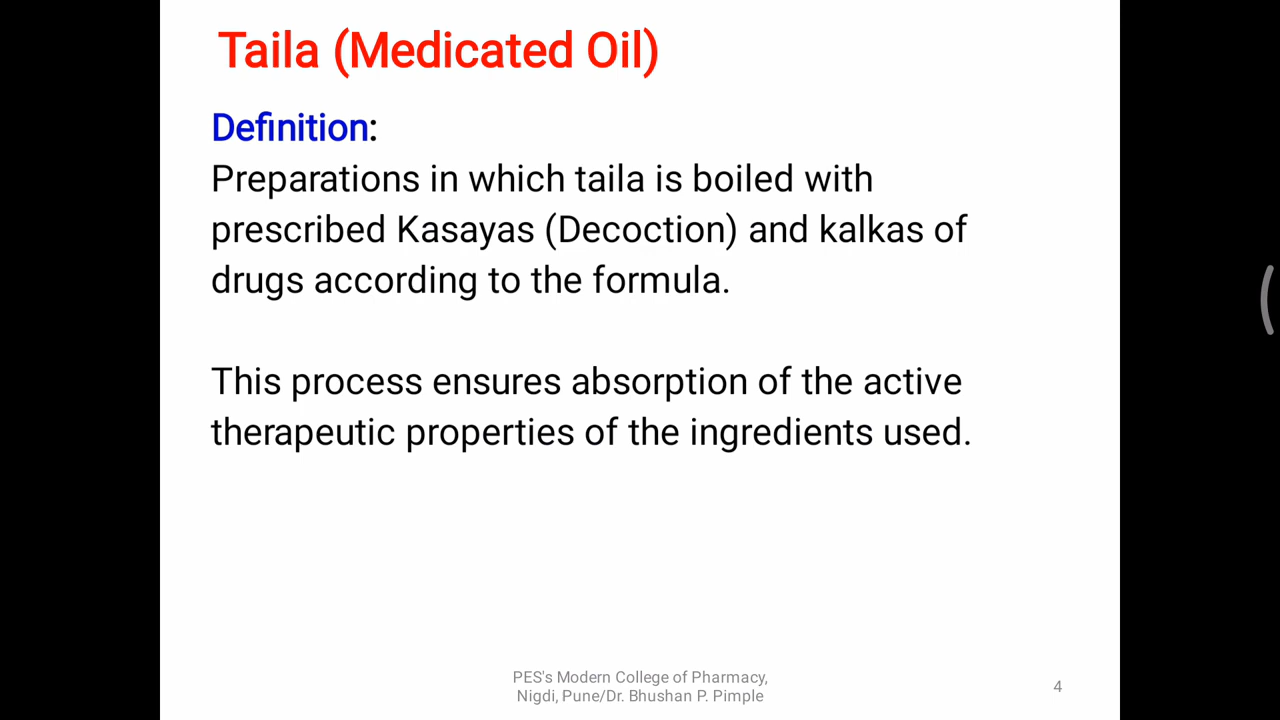 Taila (Medicated Oil)
Definition:
Preparations in which taila is boiled with
prescribed Kasayas (Decoction) and kalkas of
drugs according to the formula.
This process ensures absorption of the active
therapeutic properties of the ingredients used.
PES's Modern College of Pharmacy,
Nigdi, Pune/Dr. Bhushan P. Pimple
4